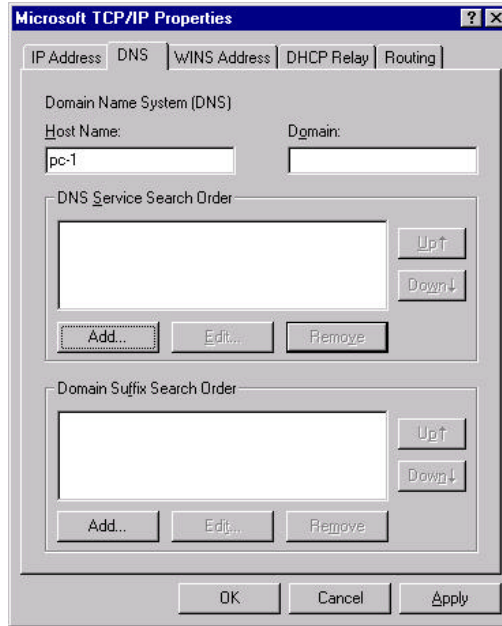 Microsoft TCP/IP Properties
IP Address DNS WINS Address DHCP Relay Routing
Domain Name System (DNS)
Host Name: Domain:
pc-1
DNS Service Search Order
Up↑
Down↓
Add... Edit... Remove
Domain Suffix Search Order
Up↑
Down↓
Add... Edit... Remove
OK Cancel Apply